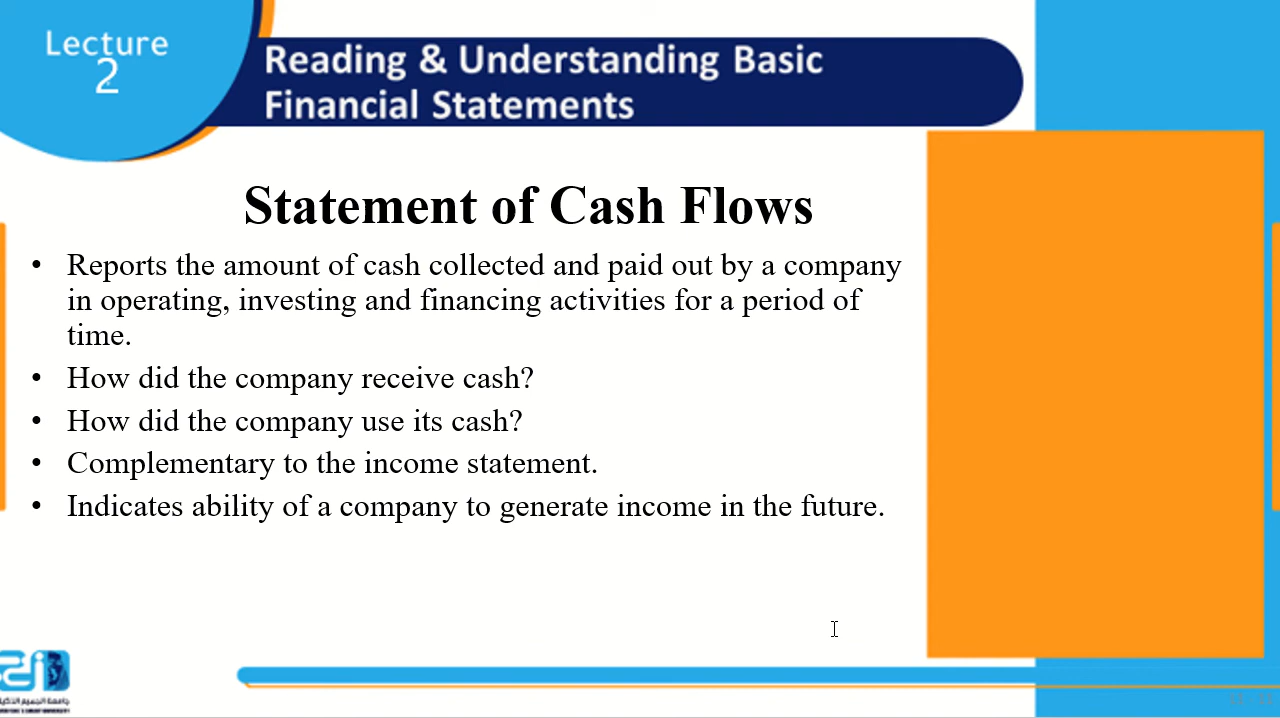 Lecture
2
Reading & Understanding Basic
Financial Statements
Statement of Cash Flows
• Reports the amount of cash collected and paid out by a company
in operating, investing and financing activities for a period of
time.
• How did the company receive cash?
• How did the company use its cash?
• Complementary to the income statement.
• Indicates ability of a company to generate income in the future.